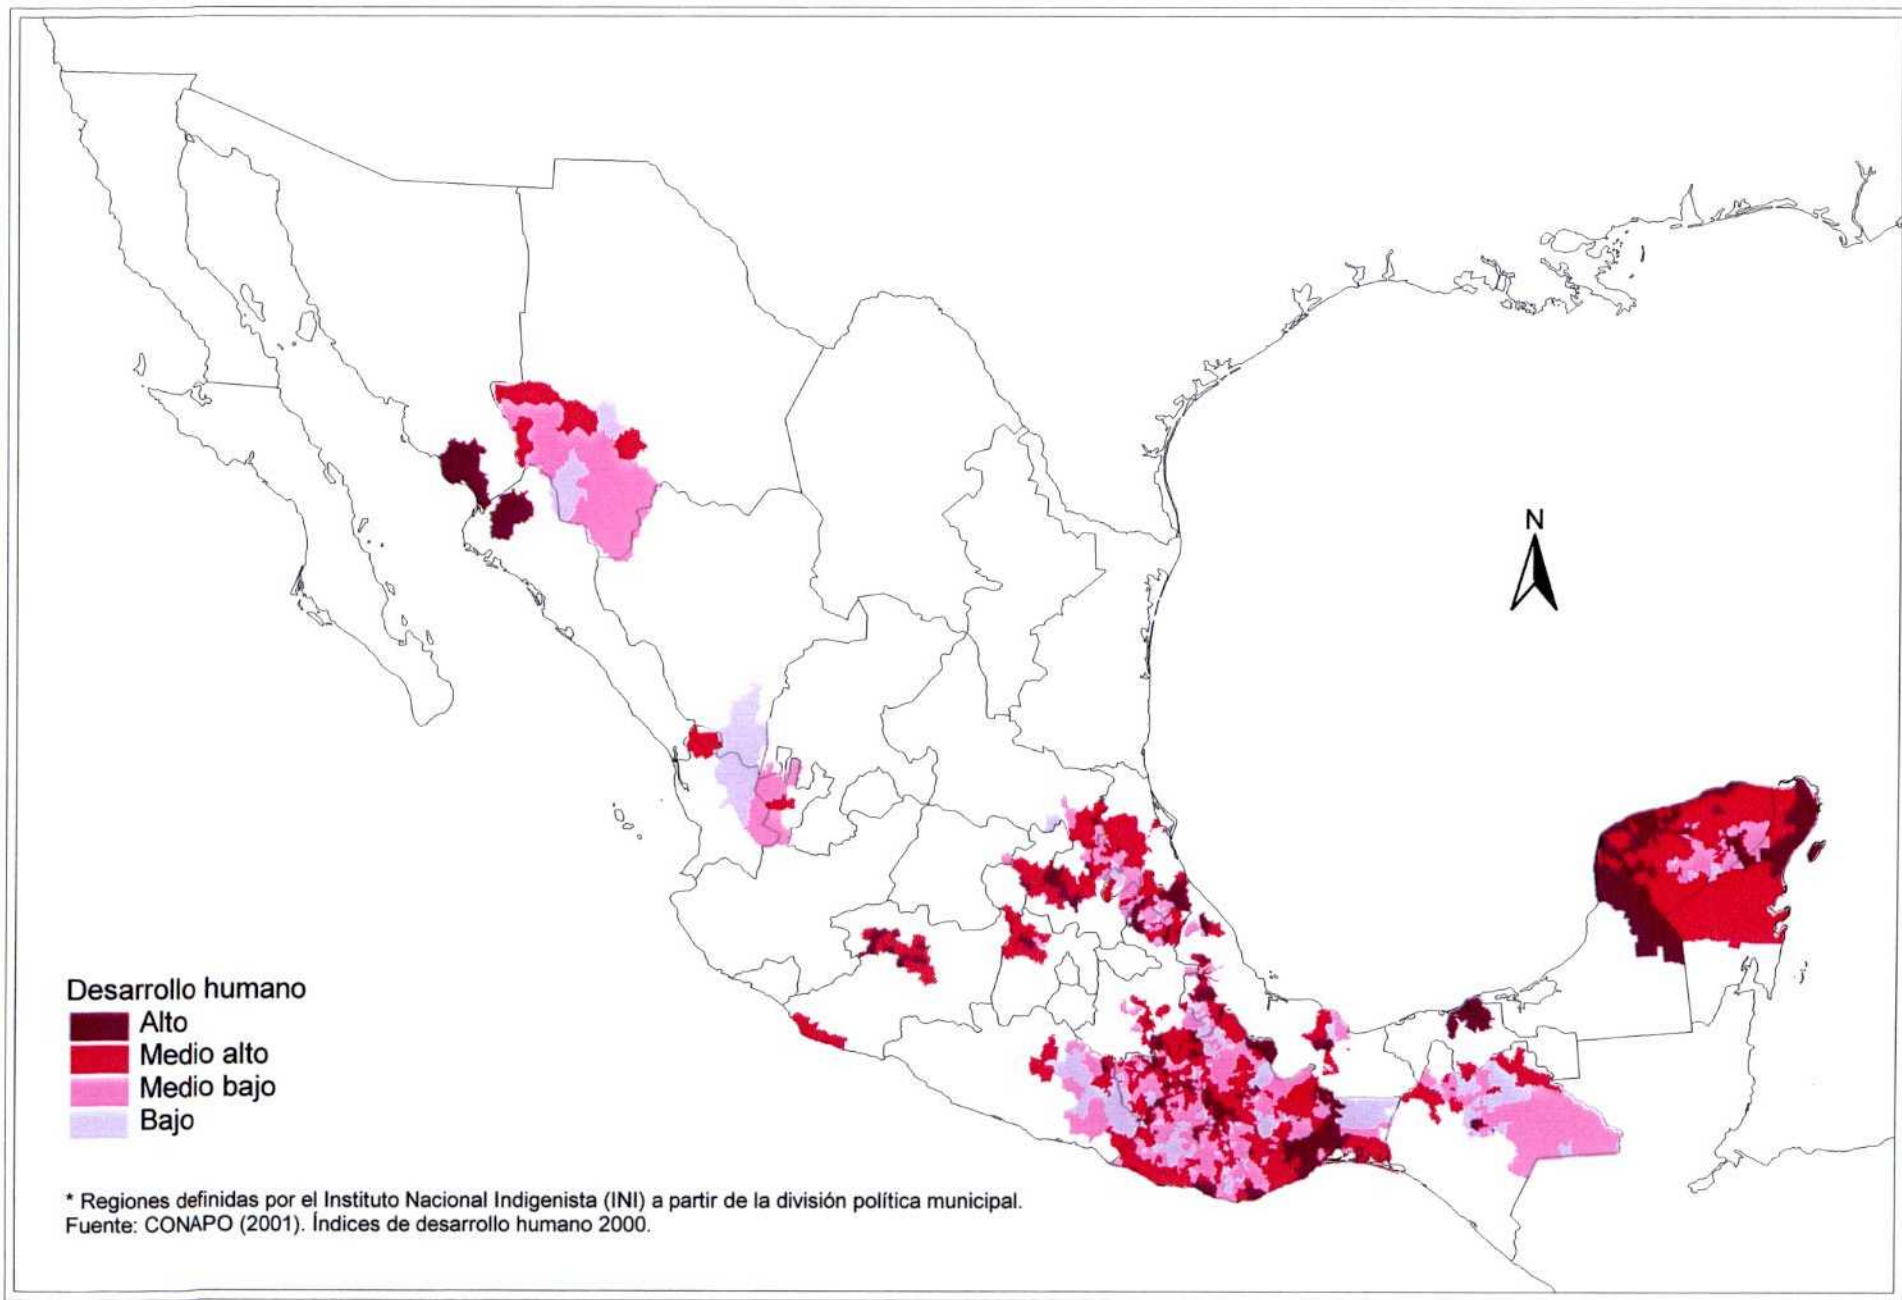 N
Desarrollo humano
Alto
Medio alto
Medio bajo
Bajo
* Regiones definidas por el Instituto Nacional Indigenista (INI) a partir de la división política municipal.
Fuente: CONAPO (2001). Índices de desarrollo humano 2000.